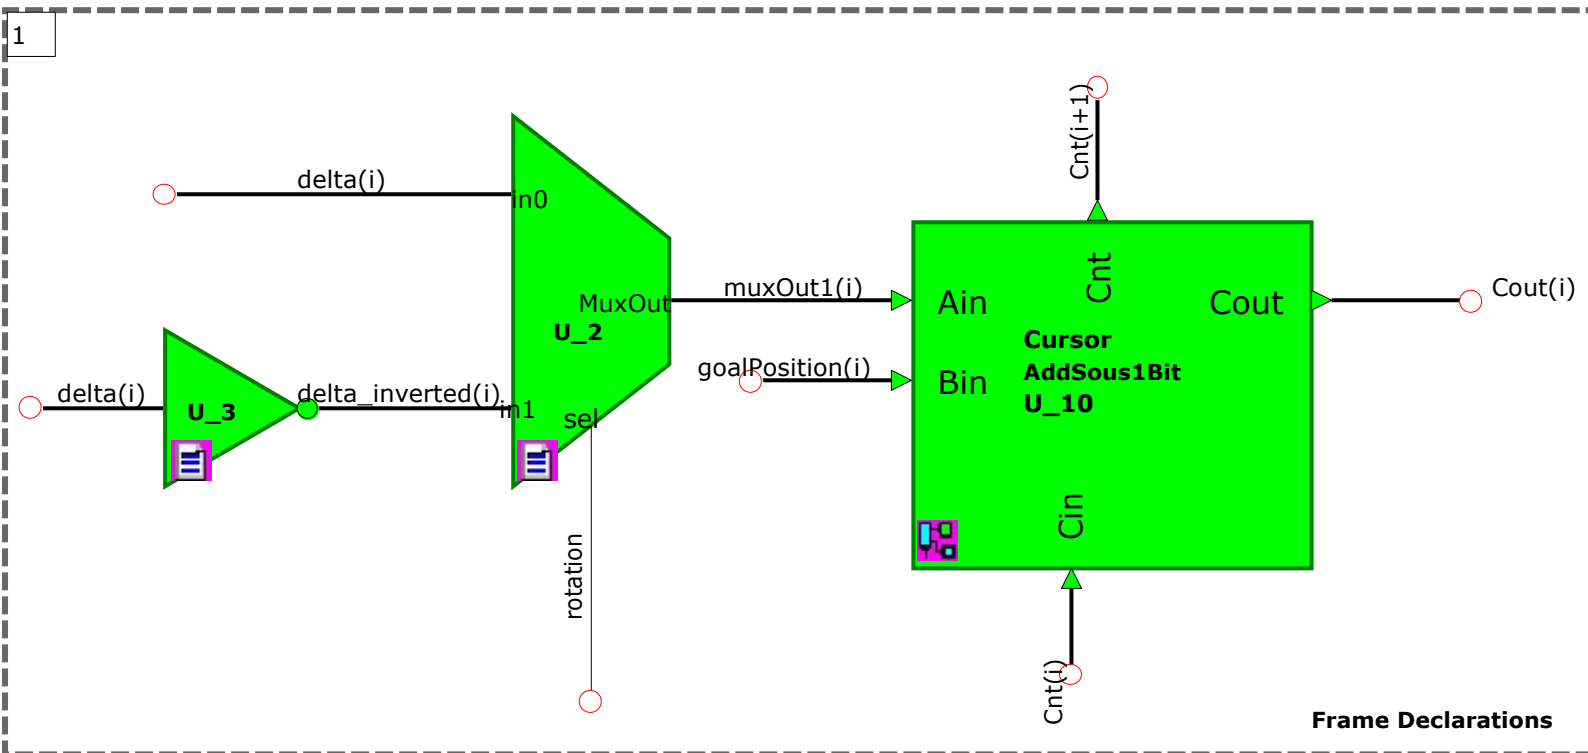 1
Cnt(i+1)
delta(i)
in0
Cnt
muxOut1(i)
MuxOut
Ain
Cout
Cout(i)
U_2
Cursor
AddSous1Bit
U_10
goalPosition(i)
Bin
delta(i)
U_3
delta_inverted(i)
in1
sel
Cin
rotation
Cnt(i)
Frame Declarations